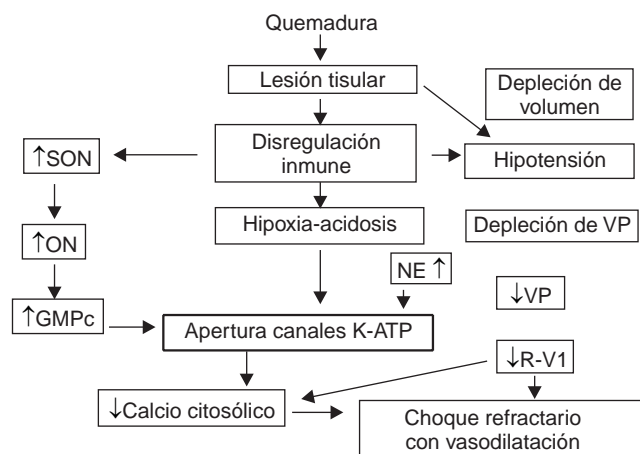 Quemadura
Lesión tisular
Depleción de
volumen
Disregulación
inmune
↑SON
Hipotensión
Hipoxia-acidosis
Depleción de VP
↑ON
NE ↑
↓VP
↑GMPc
Apertura canales K-ATP
↓R-V1
↓Calcio citosólico
Choque refractario
con vasodilatación